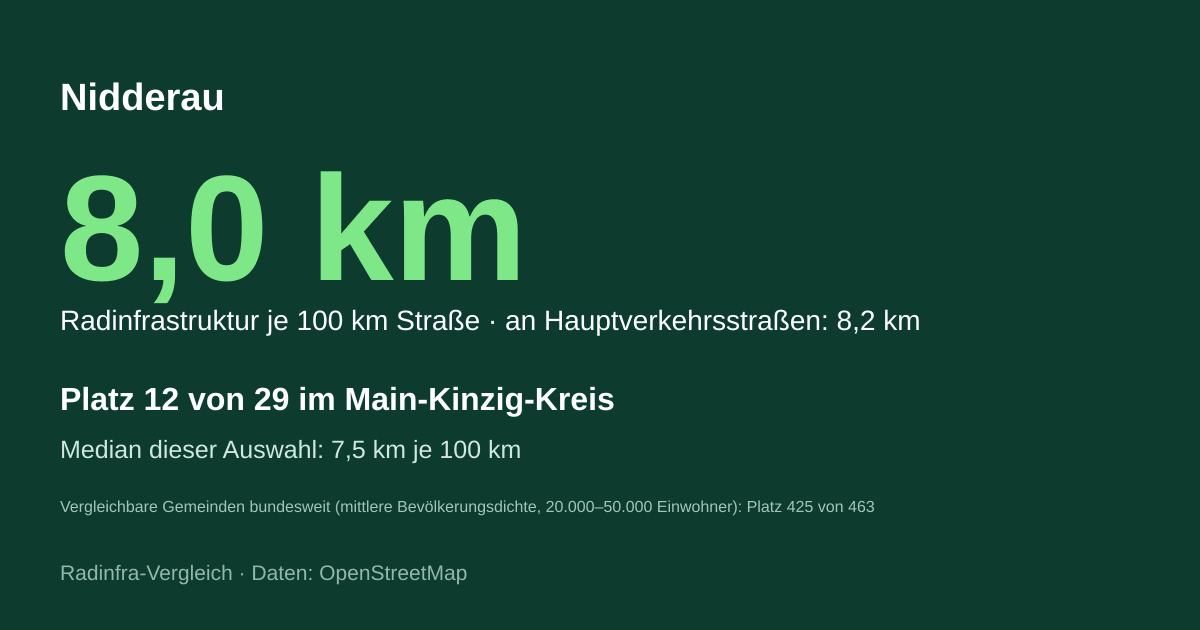 Nidderau
8,0 km
Radinfrastruktur je 100 km Straße · an Hauptverkehrsstraßen: 8,2 km
Platz 12 von 29 im Main-Kinzig-Kreis
Median dieser Auswahl: 7,5 km je 100 km
Vergleichbare Gemeinden bundesweit (mittlere Bevölkerungsdichte, 20.000–50.000 Einwohner): Platz 425 von 463
Radinfra-Vergleich · Daten: OpenStreetMap